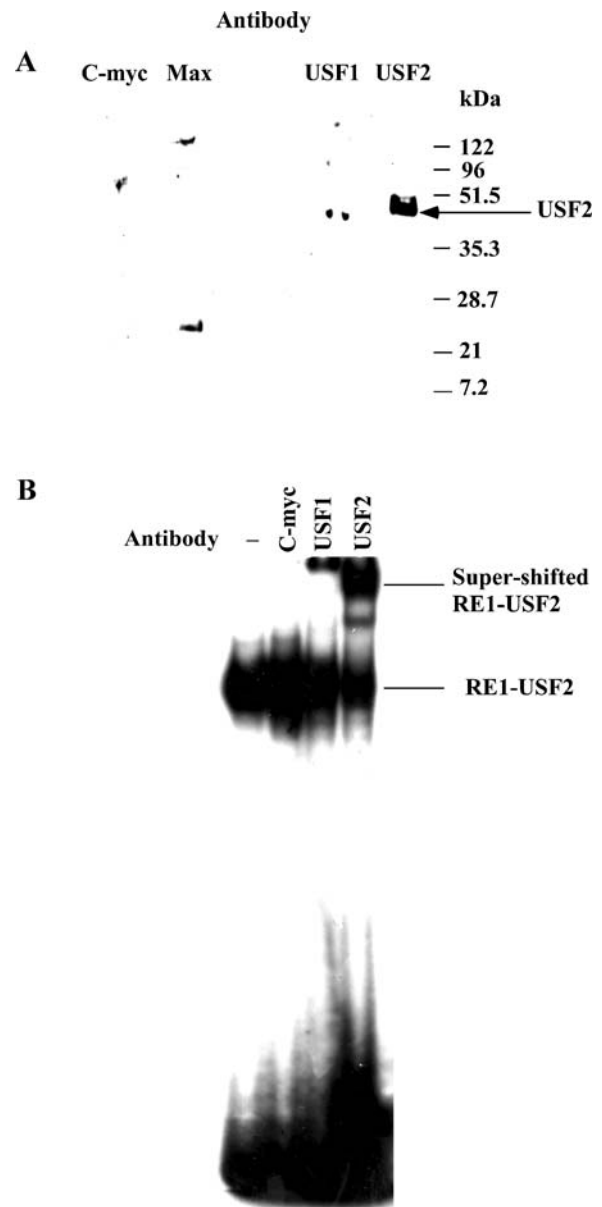 Antibody
A
C-myc Max USF1 USF2
kDa
122
96
51.5
USF2
35.3
28.7
21
7.2
B
Antibody – C-myc USF1 USF2
Super-shifted
RE1-USF2
RE1-USF2